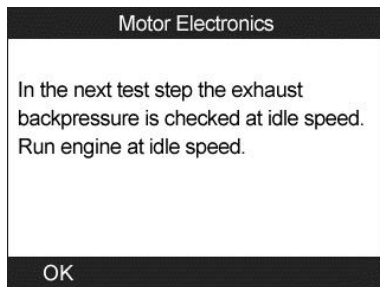 Motor Electronics
In the next test step the exhaust
backpressure is checked at idle speed.
Run engine at idle speed.
OK